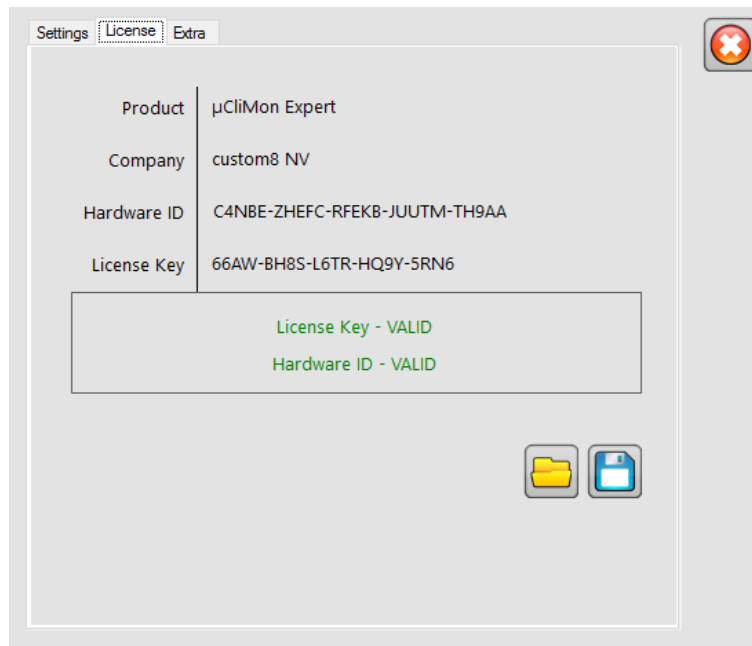 Settings License Extra
Product µCliMon Expert
Company custom8 NV
Hardware ID C4NBE-ZHEFC-RFEKB-JUUTM-TH9AA
License Key 66AW-BH8S-L6TR-HQ9Y-5RN6
License Key - VALID
Hardware ID - VALID